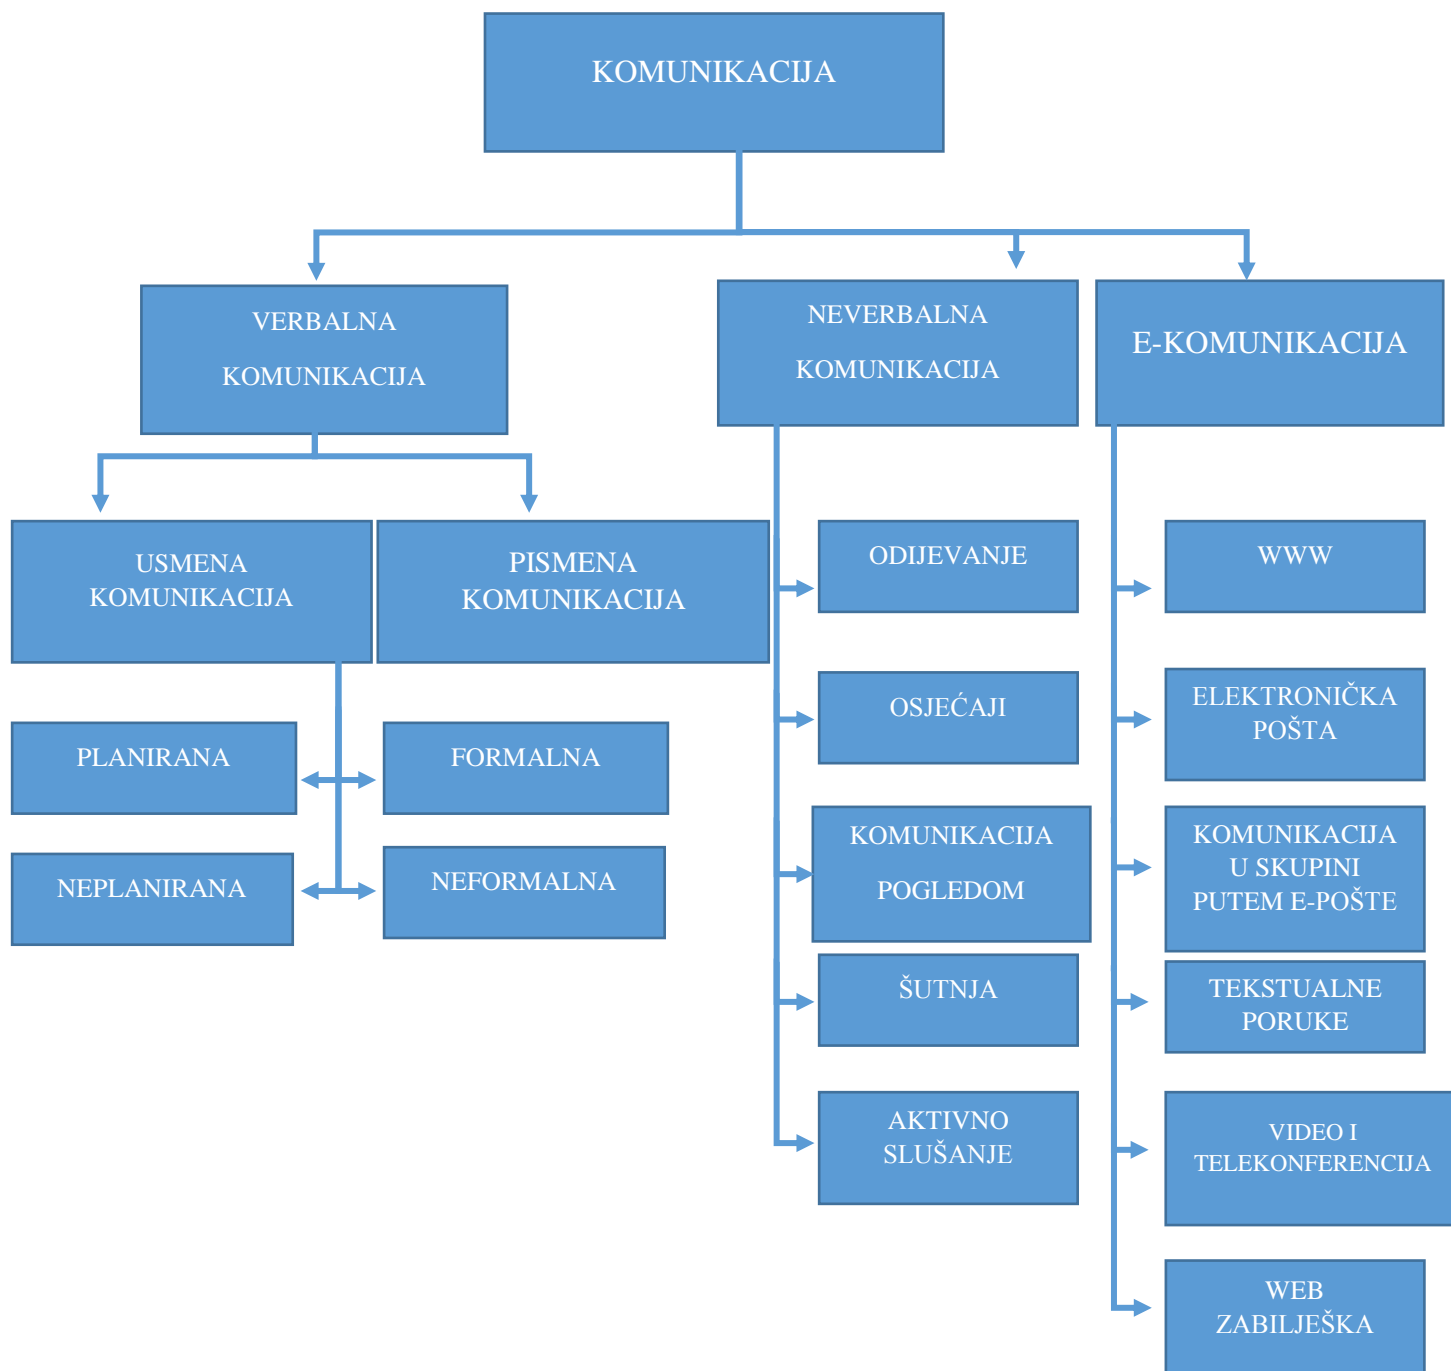 KOMUNIKACIJA
VERBALNA
KOMUNIKACIJA
NEVERBALNA
KOMUNIKACIJA
E-KOMUNIKACIJA
USMENA
KOMUNIKACIJA
PISMENA
KOMUNIKACIJA
PLANIRANA
FORMALNA
NEPLANIRANA
NEFORMALNA
ODIJEVANJE
OSJEĆAJI
KOMUNIKACIJA
POGLEDOM
ŠUTNJA
AKTIVNO
SLUŠANJE
WWW
ELEKTRONIČKA
POŠTA
KOMUNIKACIJA
U SKUPINI
PUTEM E-POŠTE
TEKSTUALNE
PORUKE
VIDEO I
TELEKONFERENCIJA
WEB
ZABILJEŠKA